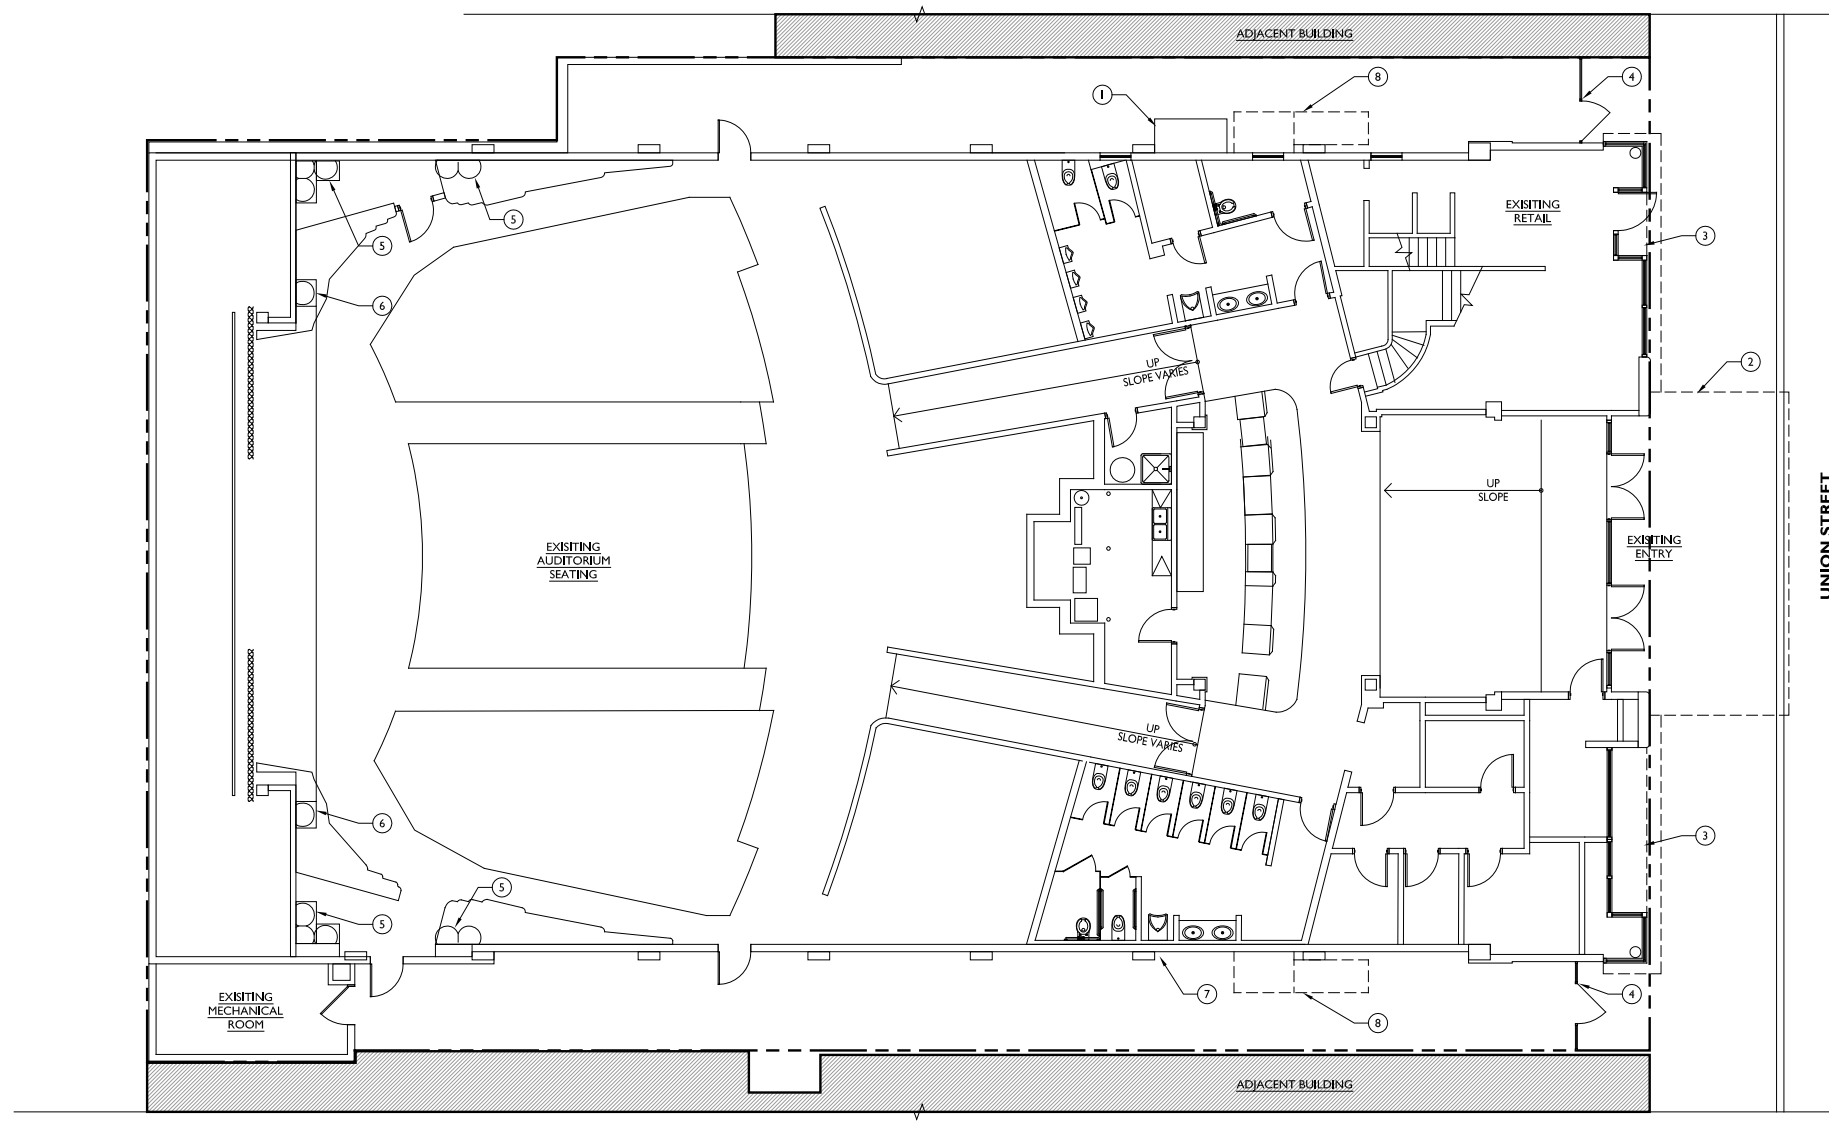 ADJACENT BUILDING
8
4
1
5
5
EXISITING
RETAIL
3
6
2
UP
SLOPE VARIES
UNION STREET
UP
SLOPE
EXISITING
ENTRY
EXISITING
AUDITORIUM
SEATING
UP
SLOPE VARIES
6
3
5
5
EXISITING
MECHANICAL
ROOM
7
4
8
ADJACENT BUILDING